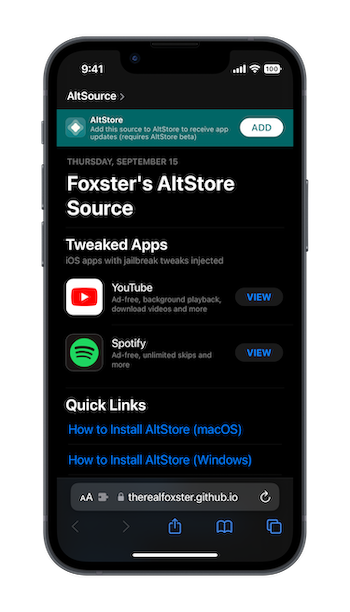 9:41
100
AltSource >
AltStore
Add this source to AltStore to receive app
updates (requires AltStore beta)
ADD
THURSDAY, SEPTEMBER 15
Foxster's AltStore
Source
Tweaked Apps
iOS apps with jailbreak tweaks injected
YouTube
Ad-free, background playback,
download videos and more
VIEW
Spotify
Ad-free, unlimited skips and
more
VIEW
Quick Links
How to Install AltStore (macOS)
How to Install AltStore (Windows)
AA therealfoxster.github.io